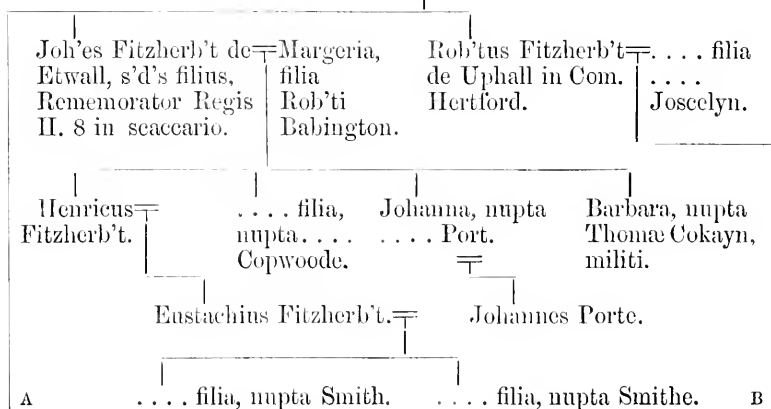 Joh'es Fitzherb't de
Etwall, s'd's filius,
Rememorator Regis
H. 8 in scaccario.
Margeria,
filia
Rob'ti
Babington.
Rob'tus Fitzherb't
de Uphall in Com.
Hertford.
. . . . filia
. . . .
Joscelyn.
Henricus
Fitzherb't.
. . . . filia,
nupta. . . .
Copwoode.
Johanna, nupta
. . . . Port.
Barbara, nupta
Thomæ Cokayn,
militi.
Eustachius Fitzherb't.
Johannes Porte.
A
. . . . filia, nupta Smith.
. . . . filia, nupta Smithe.
B